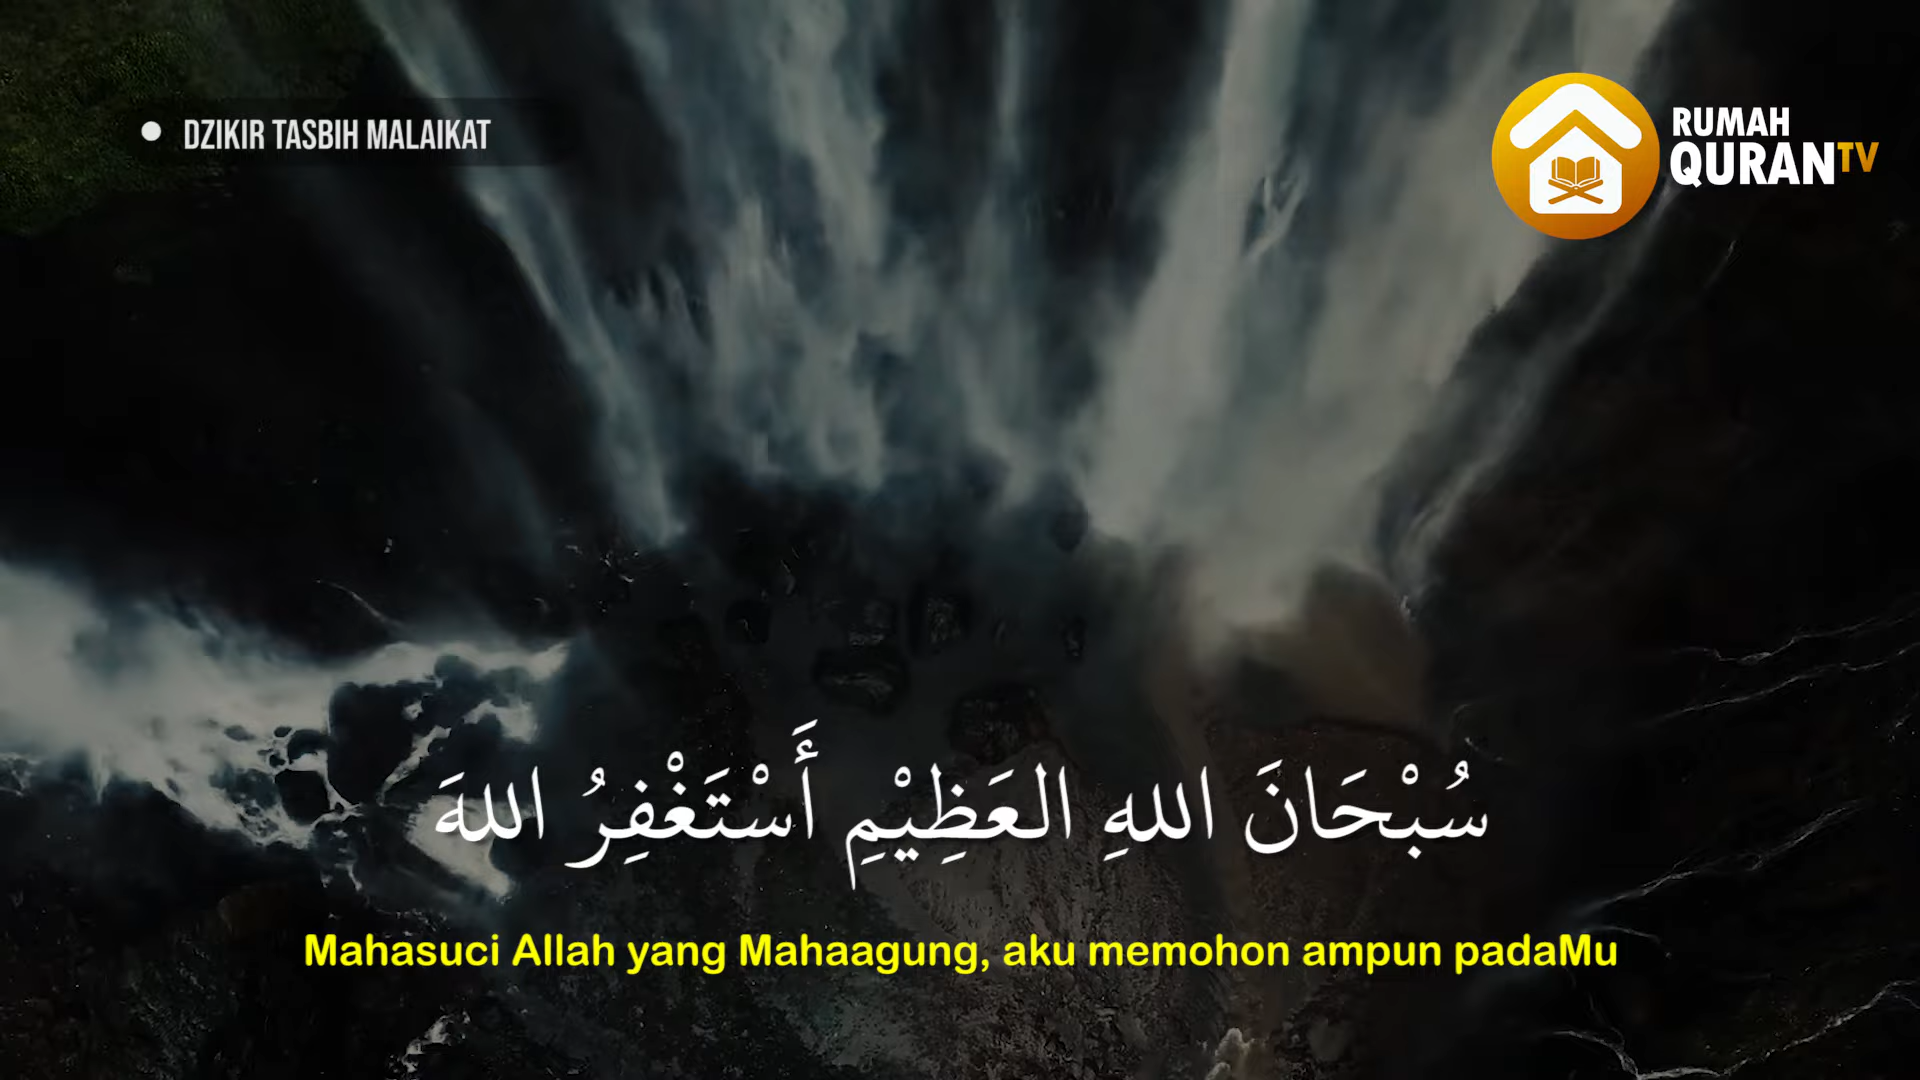 DZIKIR TASBIH MALAIKAT
RUMAH
QURANTV
سُبْحَانَ اللهِ العَظِيْمِ أَسْتَغْفِرُ اللهَ
Mahasuci Allah yang Mahaagung, aku memohon ampun padaMu